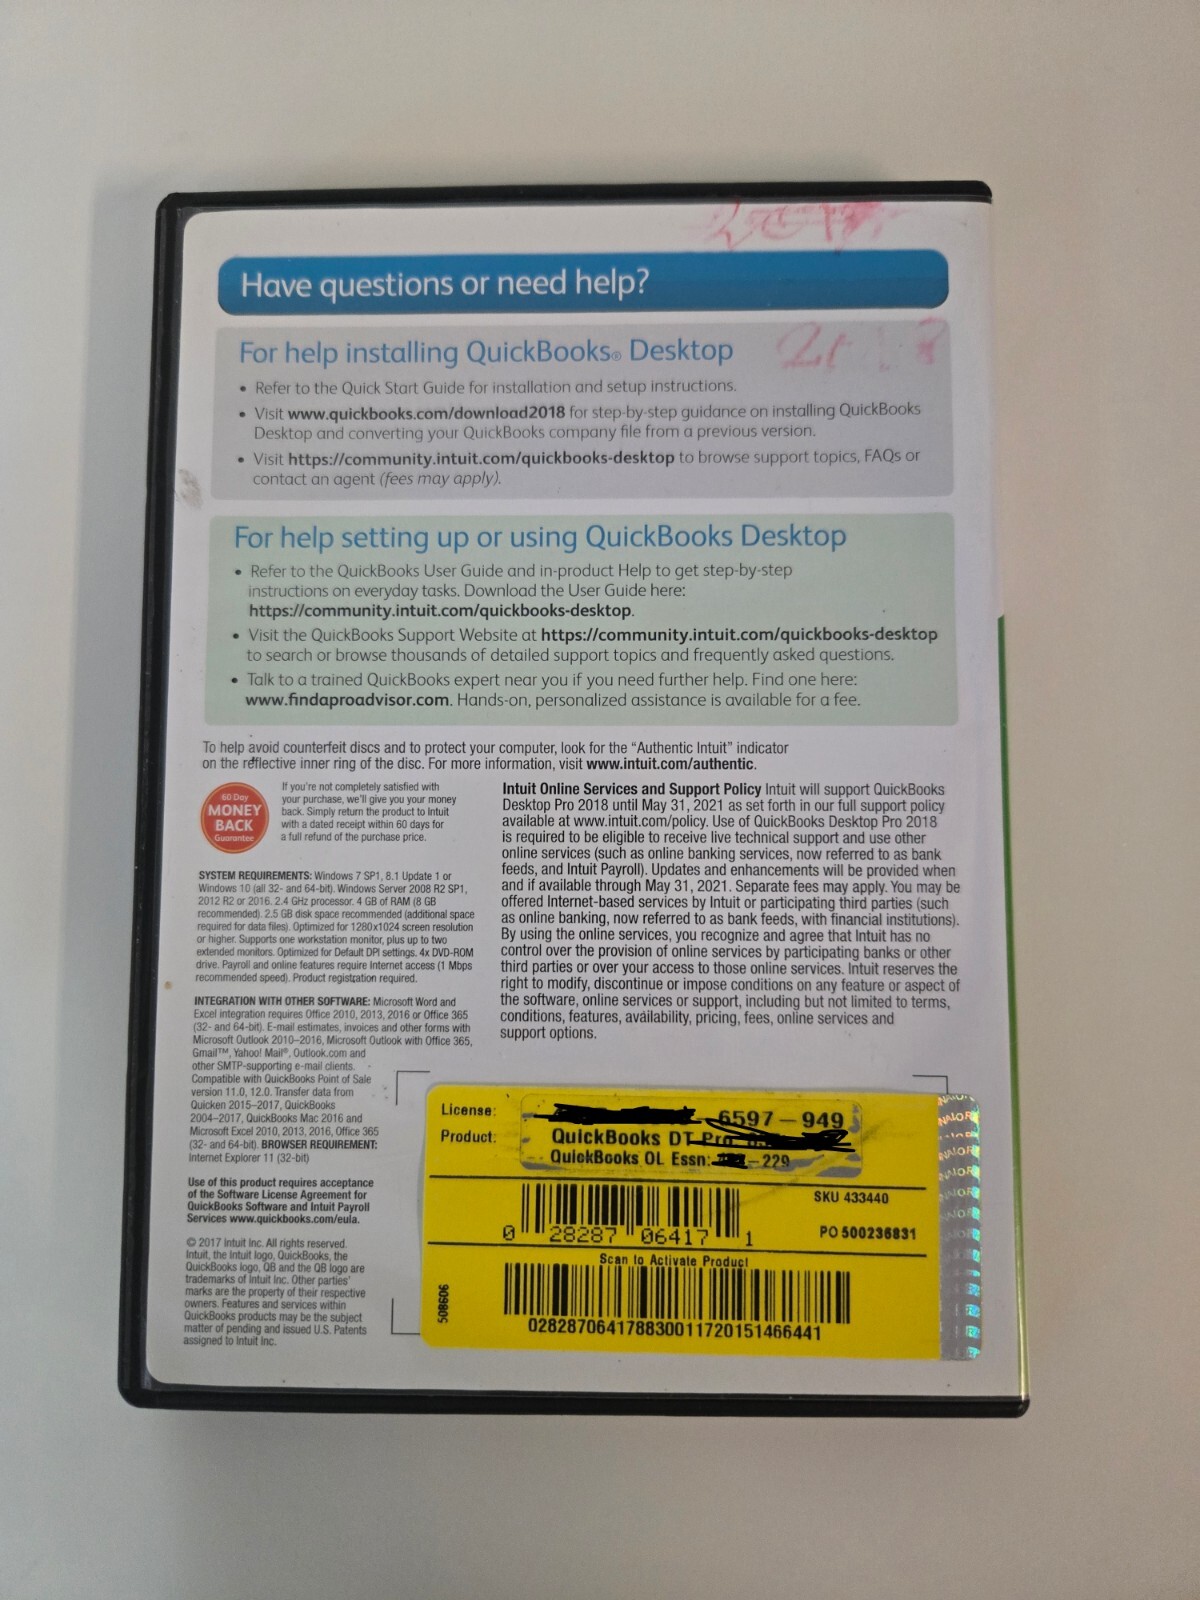 Have questions or need help?
For help installing QuickBooks® Desktop
• Refer to the Quick Start Guide for installation and setup instructions.
• Visit www.quickbooks.com/download2018 for step-by-step guidance on installing QuickBooks
Desktop and converting your QuickBooks company file from a previous version.
• Visit https://community.intuit.com/quickbooks-desktop to browse support topics, FAQs or
contact an agent (fees may apply).
For help setting up or using QuickBooks Desktop
• Refer to the QuickBooks User Guide and in-product Help to get step-by-step
instructions on everyday tasks. Download the User Guide here:
https://community.intuit.com/quickbooks-desktop.
• Visit the QuickBooks Support Website at https://community.intuit.com/quickbooks-desktop
to search or browse thousands of detailed support topics and frequently asked questions.
• Talk to a trained QuickBooks expert near you if you need further help. Find one here:
www.findaproadvisor.com. Hands-on, personalized assistance is available for a fee.
To help avoid counterfeit discs and to protect your computer, look for the "Authentic Intuit" indicator
on the reflective inner ring of the disc. For more information, visit www.intuit.com/authentic.
60 Day
MONEY
BACK
Guarantee
If you're not completely satisfied with
your purchase, we'll give you your money
back. Simply return the product to Intuit
with a dated receipt within 60 days for
a full refund of the purchase price.
SYSTEM REQUIREMENTS: Windows 7 SP1, 8.1 Update 1 or
Windows 10 (all 32- and 64-bit). Windows Server 2008 R2 SP1,
2012 R2 or 2016. 2.4 GHz processor. 4 GB of RAM (8 GB
recommended). 2.5 GB disk space recommended (additional space
required for data files). Optimized for 1280x1024 screen resolution
or higher. Supports one workstation monitor, plus up to two
extended monitors. Optimized for Default DPI settings. 4x DVD-ROM
drive. Payroll and online features require Internet access (1 Mbps
recommended speed). Product registration required.
INTEGRATION WITH OTHER SOFTWARE: Microsoft Word and
Excel integration requires Office 2010, 2013, 2016 or Office 365
(32- and 64-bit). E-mail estimates, invoices and other forms with
Microsoft Outlook 2010–2016, Microsoft Outlook with Office 365,
Gmail™, Yahoo! Mail®, Outlook.com and
other SMTP-supporting e-mail clients.
Compatible with QuickBooks Point of Sale
version 11.0, 12.0. Transfer data from
Quicken 2015–2017, QuickBooks
2004–2017, QuickBooks Mac 2016 and
Microsoft Excel 2010, 2013, 2016, Office 365
(32- and 64-bit). BROWSER REQUIREMENT:
Internet Explorer 11 (32-bit)
Use of this product requires acceptance
of the Software License Agreement for
QuickBooks Software and Intuit Payroll
Services www.quickbooks.com/eula.
© 2017 Intuit Inc. All rights reserved.
Intuit, the Intuit logo, QuickBooks, the
QuickBooks logo, QB and the QB logo are
trademarks of Intuit Inc. Other parties'
marks are the property of their respective
owners. Features and services within
QuickBooks products may be the subject
matter of pending and issued U.S. Patents
assigned to Intuit Inc.
Intuit Online Services and Support Policy Intuit will support QuickBooks
Desktop Pro 2018 until May 31, 2021 as set forth in our full support policy
available at www.intuit.com/policy. Use of QuickBooks Desktop Pro 2018
is required to be eligible to receive live technical support and use other
online services (such as online banking services, now referred to as bank
feeds, and Intuit Payroll). Updates and enhancements will be provided when
and if available through May 31, 2021. Separate fees may apply. You may be
offered Internet-based services by Intuit or participating third parties (such
as online banking, now referred to as bank feeds, with financial institutions).
By using the online services, you recognize and agree that Intuit has no
control over the provision of online services by participating banks or other
third parties or over your access to those online services. Intuit reserves the
right to modify, discontinue or impose conditions on any feature or aspect of
the software, online services or support, including but not limited to terms,
conditions, features, availability, pricing, fees, online services and
support options.
License: 6597 – 949
Product: QuickBooks DT Pro
QuickBooks OL Essn: – 229
SKU 433440
0 28287 06417 1
PO 500236831
Scan to Activate Product
508606
028287064178830011720151466441